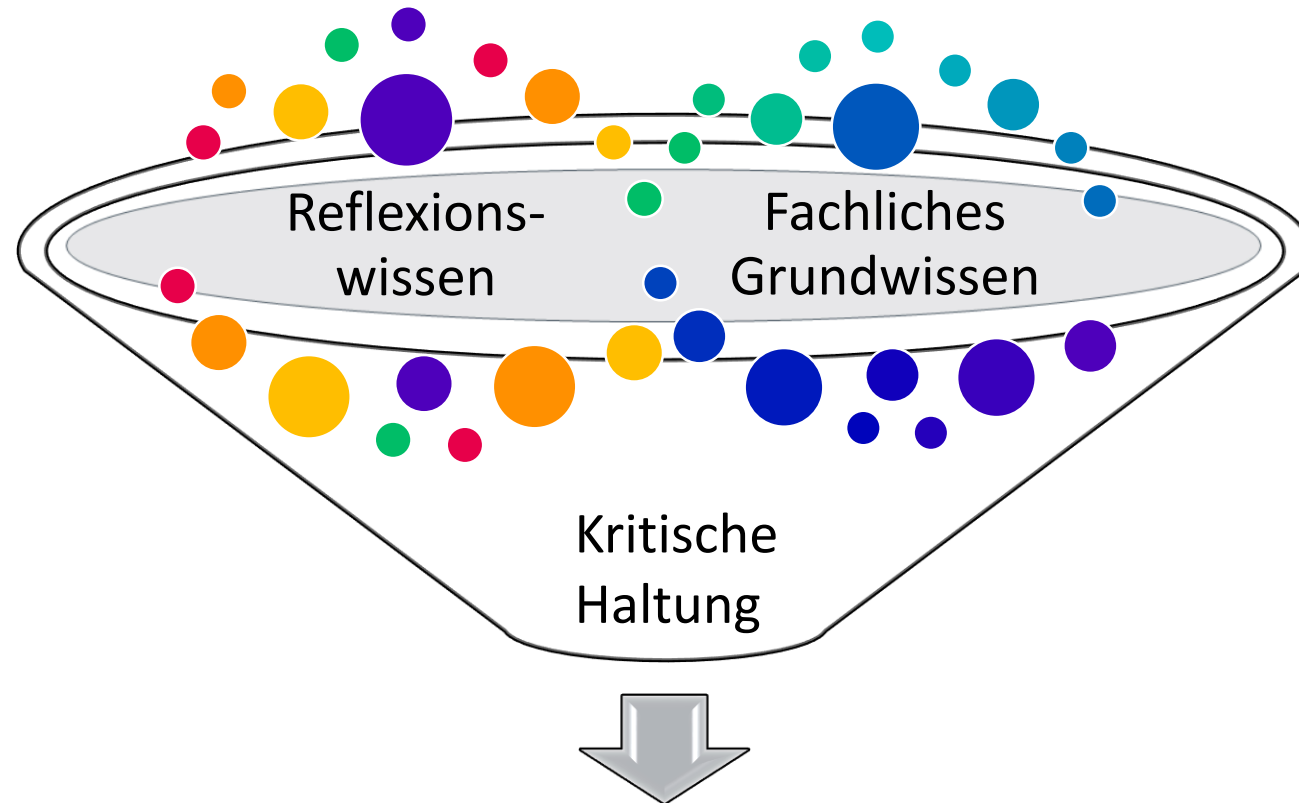 Reflexions-
wissen
Fachliches
Grundwissen
Kritische
Haltung